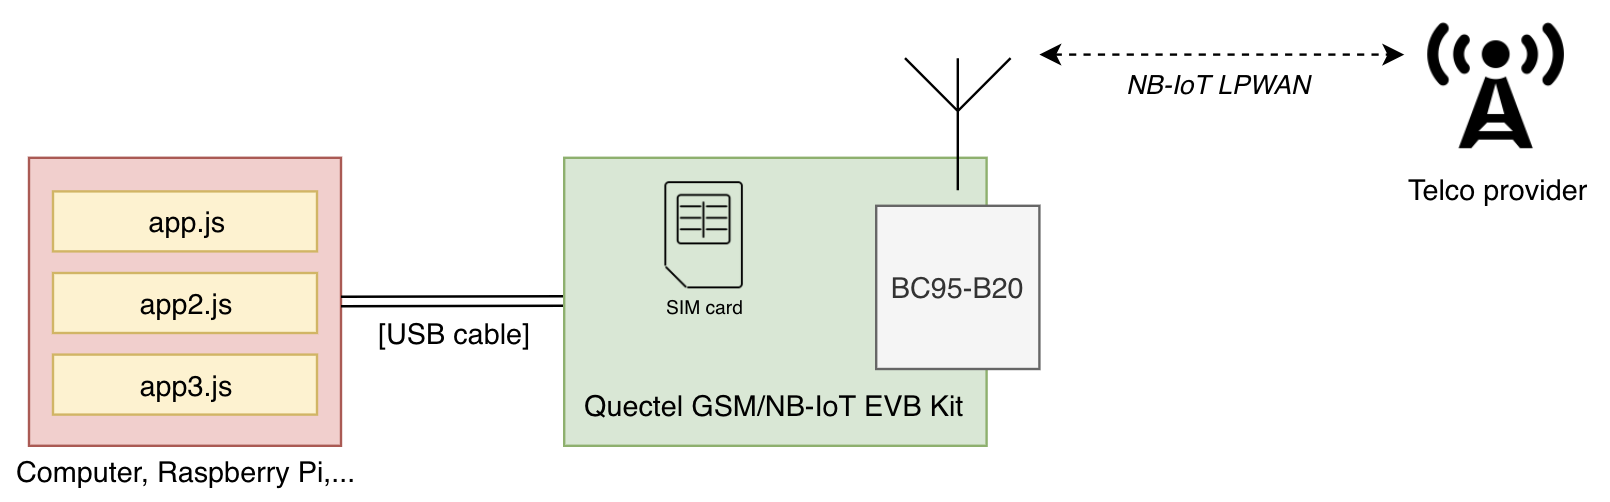 NB-IoT LPWAN
Telco provider
app.js
app2.js
app3.js
[USB cable]
SIM card
BC95-B20
Quectel GSM/NB-IoT EVB Kit
Computer, Raspberry Pi,...